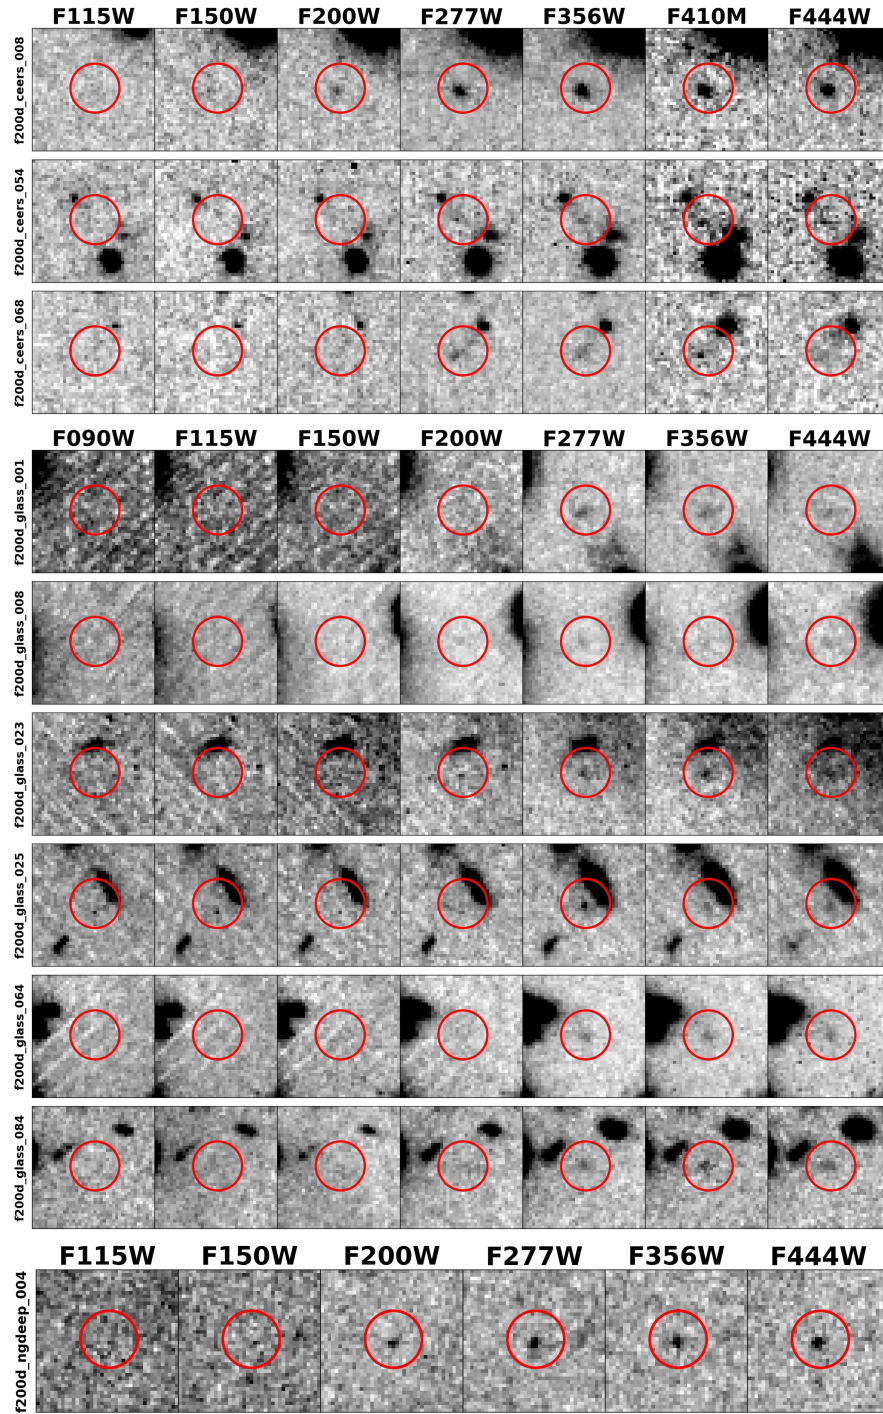 F115W F150W F200W F277W F356W F410M F444W
f200d_ceers_008
f200d_ceers_054
f200d_ceers_068
F090W F115W F150W F200W F277W F356W F444W
f200d_glass_001
f200d_glass_008
f200d_glass_023
f200d_glass_025
f200d_glass_064
f200d_glass_084
F115W F150W F200W F277W F356W F444W
f200d_ngdeep_004